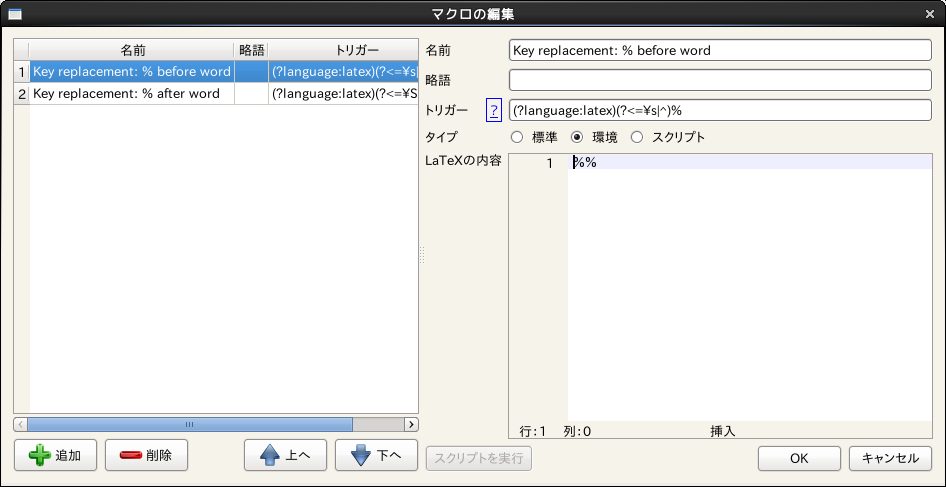 マクロの編集
名前 略語 トリガー
1 Key replacement: % before word (?language:latex)(?<=¥s|
2 Key replacement: % after word (?language:latex)(?<=¥S
追加 削除 上へ 下へ
名前 Key replacement: % before word
略語
トリガー ? (?language:latex)(?<=¥s|^)%
タイプ 標準 環境 スクリプト
LaTeXの内容 1 %%
行:1 列:0 挿入
スクリプトを実行 OK キャンセル